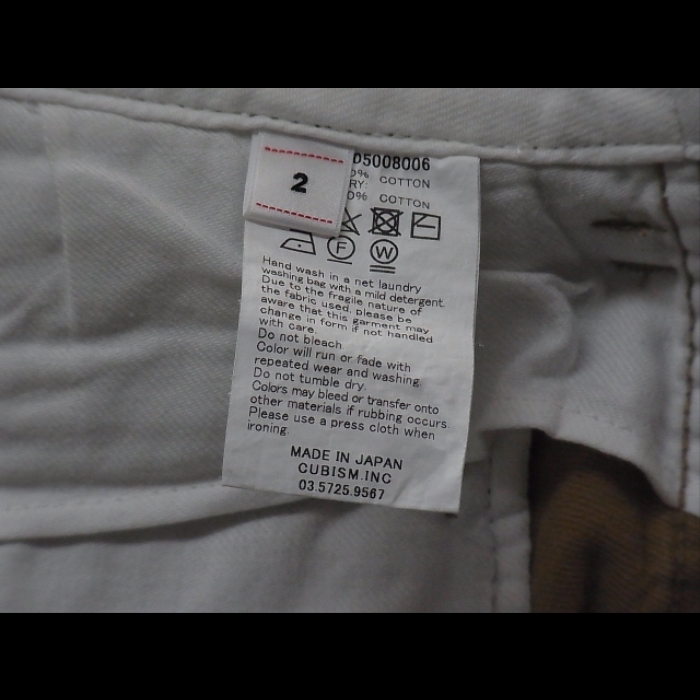 2
D5008006
0% COTTON
RY:
0% COTTON
F W
Hand wash in a net laundry
washing bag with a mild detergent.
Due to the fragile nature of
the fabric used, please be
aware that this garment may
change in form if not handled
with care.
Do not bleach.
Color will run or fade with
repeated wear and washing.
Do not tumble dry.
Colors may bleed or transfer onto
other materials if rubbing occurs.
Please use a press cloth when
ironing.
MADE IN JAPAN
CUBISM.INC
03.5725.9567